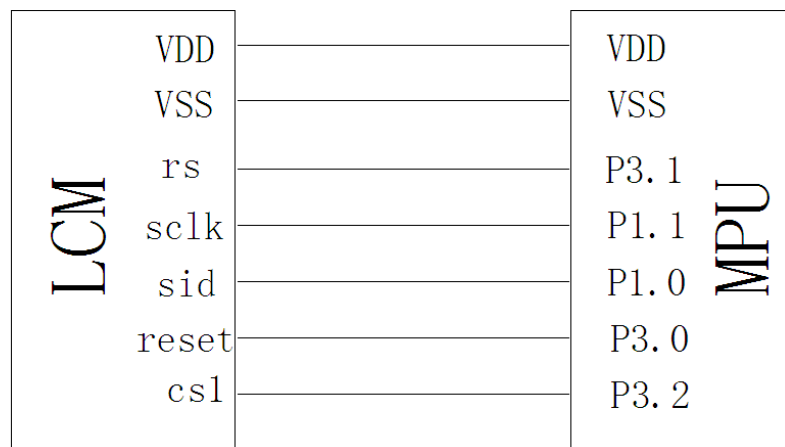 VDD VDD
VSS VSS
rs P3.1
sclk P1.1
sid P1.0
reset P3.0
cs1 P3.2
LCM
MPU